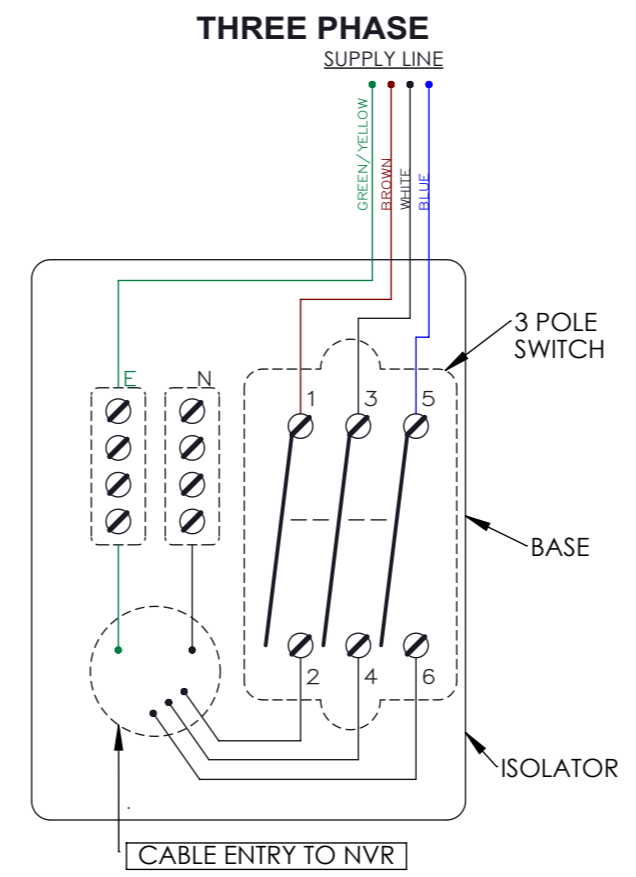 THREE PHASE
SUPPLY LINE
GREEN/YELLOW
BROWN
WHITE
BLUE
3 POLE
SWITCH
E
N
1
3
5
BASE
2
4
6
ISOLATOR
CABLE ENTRY TO NVR